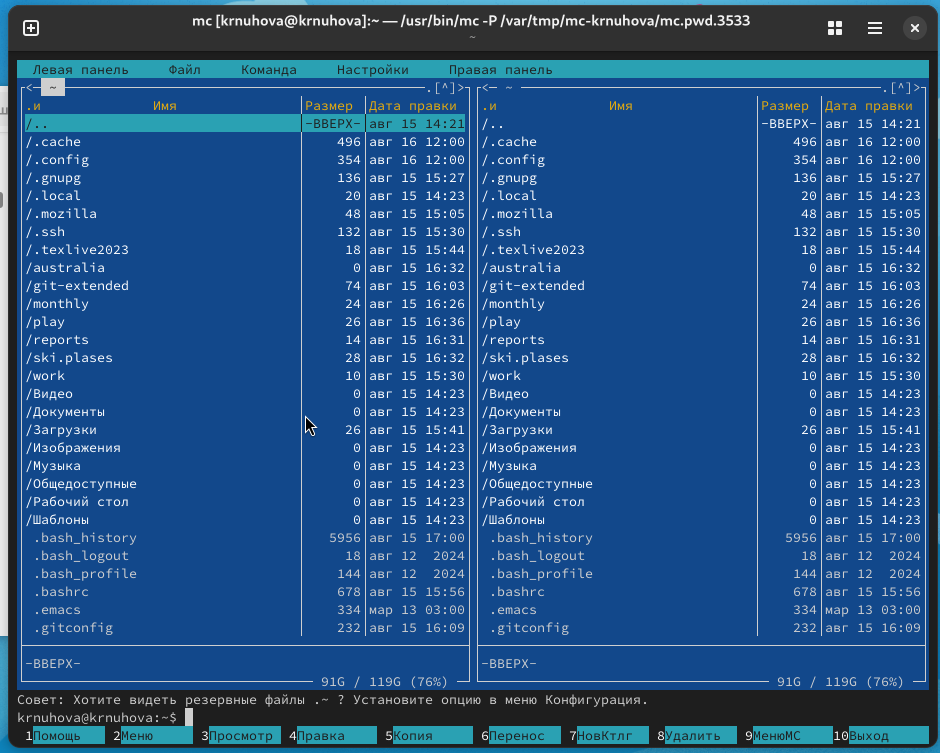 mc [krnuhova@krnuhova]:~ — /usr/bin/mc -P /var/tmp/mc-krnuhova/mc.pwd.3533
~
Левая панель Файл Команда Настройки Правая панель
<─ ~ .[^]> <─ ~ .[^]>
.и Имя Размер Дата правки .и Имя Размер Дата правки
/.. -ВВЕРХ- авг 15 14:21 /.. -ВВЕРХ- авг 15 14:21
/.cache 496 авг 16 12:00 /.cache 496 авг 16 12:00
/.config 354 авг 16 12:00 /.config 354 авг 16 12:00
/.gnupg 136 авг 15 15:27 /.gnupg 136 авг 15 15:27
/.local 20 авг 15 14:23 /.local 20 авг 15 14:23
/.mozilla 48 авг 15 15:05 /.mozilla 48 авг 15 15:05
/.ssh 132 авг 15 15:30 /.ssh 132 авг 15 15:30
/.texlive2023 18 авг 15 15:44 /.texlive2023 18 авг 15 15:44
/australia 0 авг 15 16:32 /australia 0 авг 15 16:32
/git-extended 74 авг 15 16:03 /git-extended 74 авг 15 16:03
/monthly 24 авг 15 16:26 /monthly 24 авг 15 16:26
/play 26 авг 15 16:36 /play 26 авг 15 16:36
/reports 14 авг 15 16:31 /reports 14 авг 15 16:31
/ski.plases 28 авг 15 16:32 /ski.plases 28 авг 15 16:32
/work 10 авг 15 15:30 /work 10 авг 15 15:30
/Видео 0 авг 15 14:23 /Видео 0 авг 15 14:23
/Документы 0 авг 15 14:23 /Документы 0 авг 15 14:23
/Загрузки 26 авг 15 15:41 /Загрузки 26 авг 15 15:41
/Изображения 0 авг 15 14:23 /Изображения 0 авг 15 14:23
/Музыка 0 авг 15 14:23 /Музыка 0 авг 15 14:23
/Общедоступные 0 авг 15 14:23 /Общедоступные 0 авг 15 14:23
/Рабочий стол 0 авг 15 14:23 /Рабочий стол 0 авг 15 14:23
/Шаблоны 0 авг 15 14:23 /Шаблоны 0 авг 15 14:23
.bash_history 5956 авг 15 17:00 .bash_history 5956 авг 15 17:00
.bash_logout 18 авг 12 2024 .bash_logout 18 авг 12 2024
.bash_profile 144 авг 12 2024 .bash_profile 144 авг 12 2024
.bashrc 678 авг 15 15:56 .bashrc 678 авг 15 15:56
.emacs 334 мар 13 03:00 .emacs 334 мар 13 03:00
.gitconfig 232 авг 15 16:09 .gitconfig 232 авг 15 16:09
-ВВЕРХ- -ВВЕРХ-
91G / 119G (76%) 91G / 119G (76%)
Совет: Хотите видеть резервные файлы .~ ? Установите опцию в меню Конфигурация.
krnuhova@krnuhova:~$
1Помощь 2Меню 3Просмотр 4Правка 5Копия 6Перенос 7НовКтлг 8Удалить 9МенюМС 10Выход